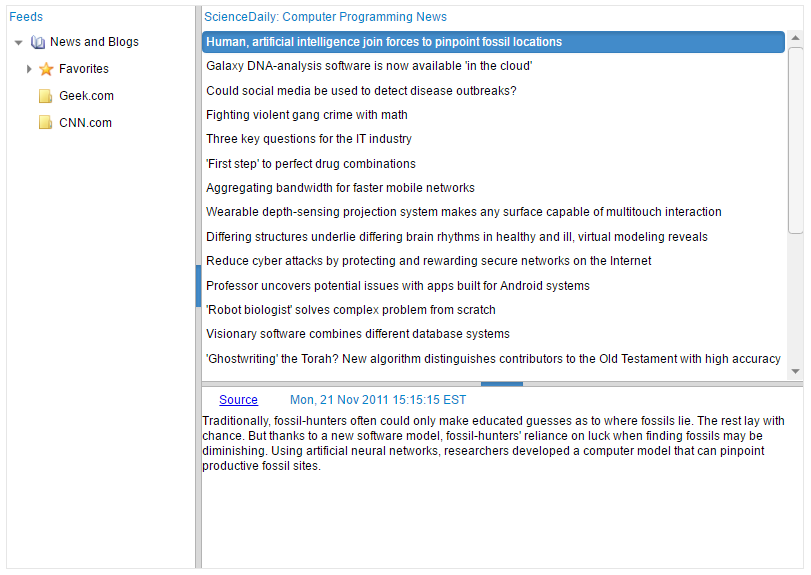 Feeds
News and Blogs
Favorites
Geek.com
CNN.com
ScienceDaily: Computer Programming News
Human, artificial intelligence join forces to pinpoint fossil locations
Galaxy DNA-analysis software is now available 'in the cloud'
Could social media be used to detect disease outbreaks?
Fighting violent gang crime with math
Three key questions for the IT industry
'First step' to perfect drug combinations
Aggregating bandwidth for faster mobile networks
Wearable depth-sensing projection system makes any surface capable of multitouch interaction
Differing structures underlie differing brain rhythms in healthy and ill, virtual modeling reveals
Reduce cyber attacks by protecting and rewarding secure networks on the Internet
Professor uncovers potential issues with apps built for Android systems
'Robot biologist' solves complex problem from scratch
Visionary software combines different database systems
'Ghostwriting' the Torah? New algorithm distinguishes contributors to the Old Testament with high accuracy
Source Mon, 21 Nov 2011 15:15:15 EST
Traditionally, fossil-hunters often could only make educated guesses as to where fossils lie. The rest lay with
chance. But thanks to a new software model, fossil-hunters' reliance on luck when finding fossils may be
diminishing. Using artificial neural networks, researchers developed a computer model that can pinpoint
productive fossil sites.